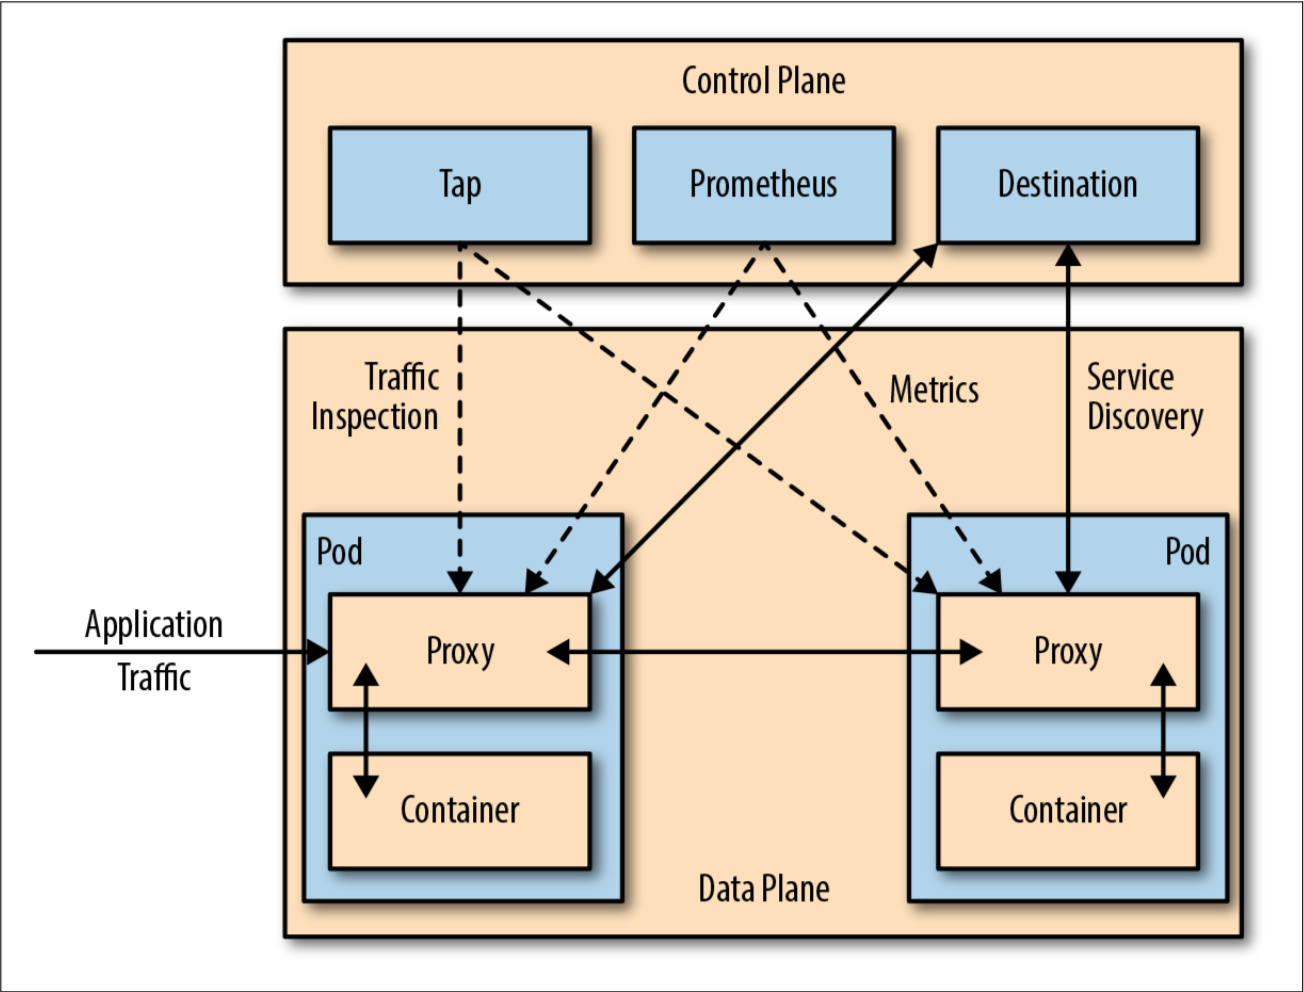 Control Plane
Tap
Prometheus
Destination
Traffic
Inspection
Metrics
Service
Discovery
Pod
Pod
Application
Traffic
Proxy
Proxy
Container
Container
Data Plane